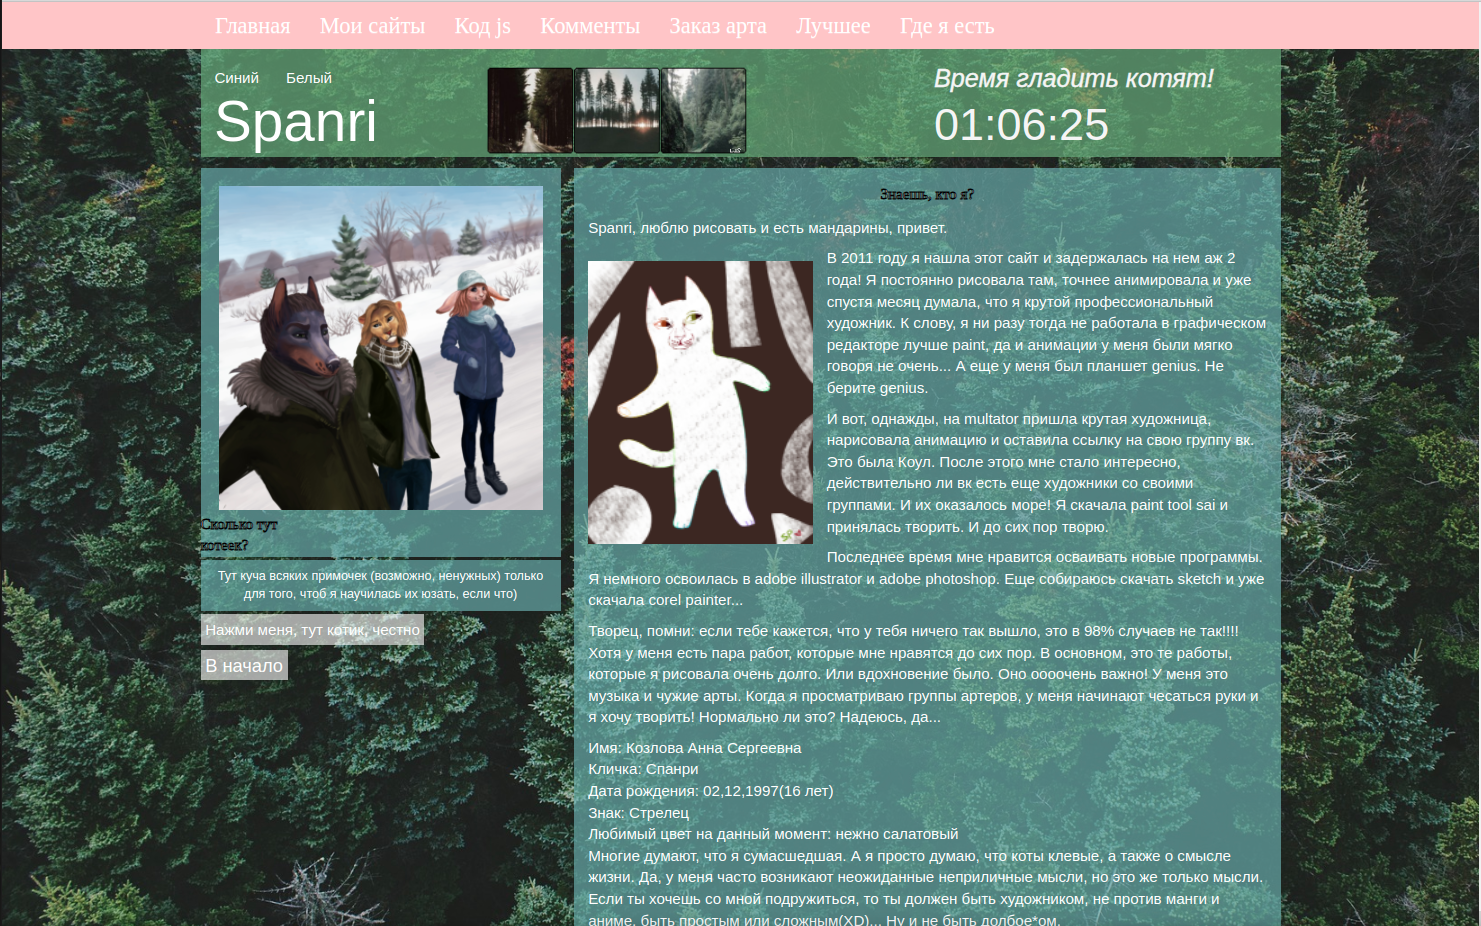 Главная Мои сайты Код js Комменты Заказ арта Лучшее Где я есть
Синий Белый
Spanri
Время гладить котят!
01:06:25
Сколько тут
котеек?
Тут куча всяких примочек (возможно, ненужных) только
для того, чтоб я научилась их юзать, если что)
Нажми меня, тут котик, честно
В начало
Знаешь, кто я?
Spanri, люблю рисовать и есть мандарины, привет.
В 2011 году я нашла этот сайт и задержалась на нем аж 2
года! Я постоянно рисовала там, точнее анимировала и уже
спустя месяц думала, что я крутой профессиональный
художник. К слову, я ни разу тогда не работала в графическом
редакторе лучше paint, да и анимации у меня были мягко
говоря не очень... А еще у меня был планшет genius. Не
берите genius.
И вот, однажды, на multator пришла крутая художница,
нарисовала анимацию и оставила ссылку на свою группу вк.
Это была Коул. После этого мне стало интересно,
действительно ли вк есть еще художники со своими
группами. И их оказалось море! Я скачала paint tool sai и
принялась творить. И до сих пор творю.
Последнее время мне нравится осваивать новые программы.
Я немного освоилась в adobe illustrator и adobe photoshop. Еще собираюсь скачать sketch и уже
скачала corel painter...
Творец, помни: если тебе кажется, что у тебя ничего так вышло, это в 98% случаев не так!!!!
Хотя у меня есть пара работ, которые мне нравятся до сих пор. В основном, это те работы,
которые я рисовала очень долго. Или вдохновение было. Оно оооочень важно! У меня это
музыка и чужие арты. Когда я просматриваю группы артеров, у меня начинают чесаться руки и
я хочу творить! Нормально ли это? Надеюсь, да...
Имя: Козлова Анна Сергеевна
Кличка: Спанри
Дата рождения: 02,12,1997(16 лет)
Знак: Стрелец
Любимый цвет на данный момент: нежно салатовый
Многие думают, что я сумасшедшая. А я просто думаю, что коты клевые, а также о смысле
жизни. Да, у меня часто возникают неожиданные неприличные мысли, но это же только мысли.
Если ты хочешь со мной подружиться, то ты должен быть художником, не против манги и
аниме, быть простым или сложным(XD)... Ну и не быть долбое*ом.